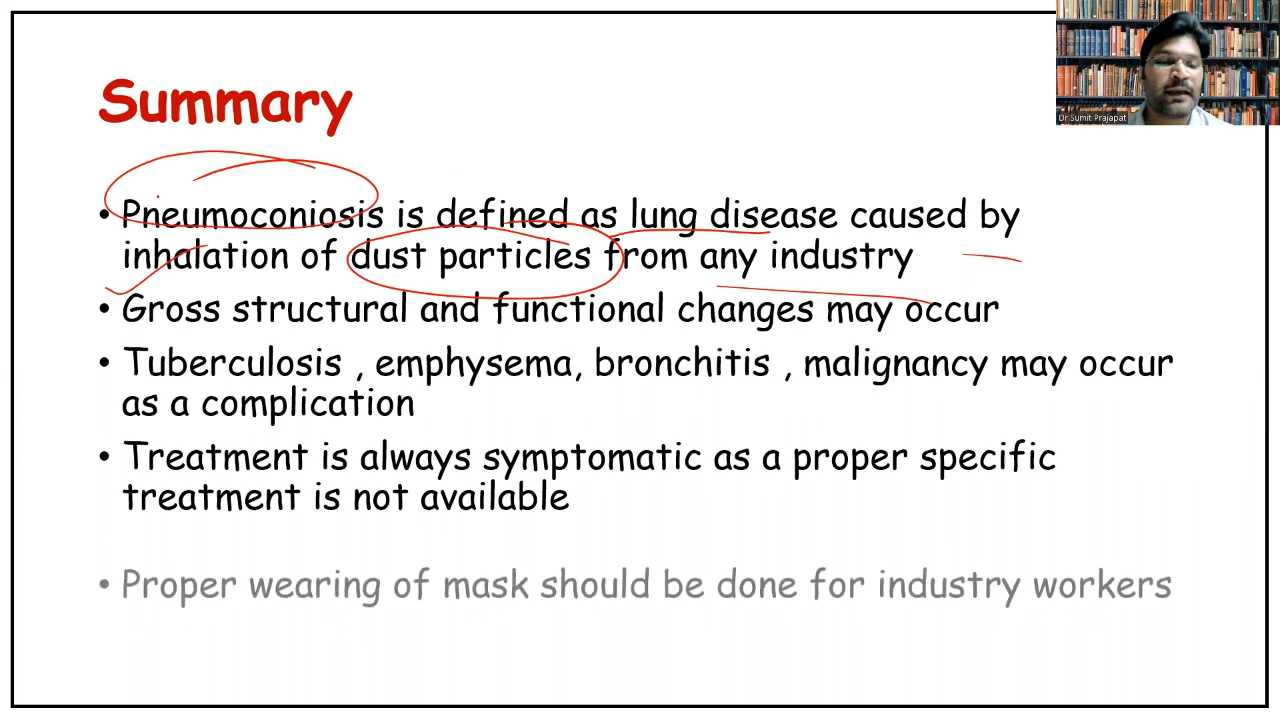 Summary
Dr.Sumit Prajapat
• Pneumoconiosis is defined as lung disease caused by
inhalation of dust particles from any industry
• Gross structural and functional changes may occur
• Tuberculosis , emphysema, bronchitis , malignancy may occur
as a complication
• Treatment is always symptomatic as a proper specific
treatment is not available
• Proper wearing of mask should be done for industry workers